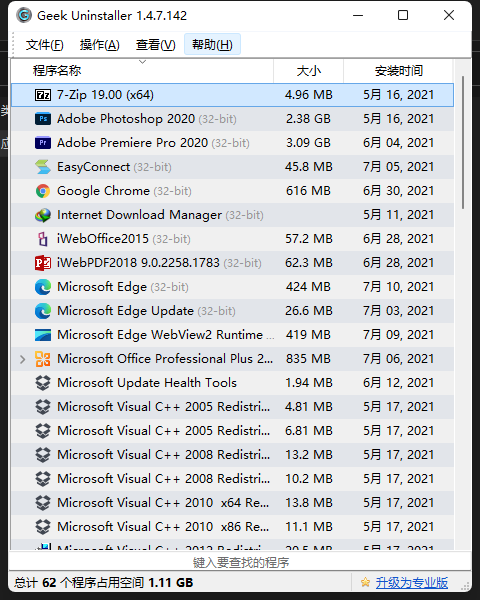 Geek Uninstaller 1.4.7.142
文件(F) 操作(A) 查看(V) 帮助(H)
程序名称 大小 安装时间
7-Zip 19.00 (x64) 4.96 MB 5月 16, 2021
Adobe Photoshop 2020 (32-bit) 2.38 GB 5月 16, 2021
Adobe Premiere Pro 2020 (32-bit) 3.09 GB 6月 04, 2021
EasyConnect (32-bit) 45.8 MB 7月 05, 2021
Google Chrome (32-bit) 616 MB 6月 30, 2021
Internet Download Manager (32-bit) 5月 11, 2021
iWebOffice2015 (32-bit) 57.2 MB 6月 28, 2021
iWebPDF2018 9.0.2258.1783 (32-bit) 62.3 MB 6月 28, 2021
Microsoft Edge (32-bit) 424 MB 7月 10, 2021
Microsoft Edge Update (32-bit) 26.6 MB 7月 03, 2021
Microsoft Edge WebView2 Runtime ... 419 MB 7月 09, 2021
Microsoft Office Professional Plus 2... 835 MB 7月 06, 2021
Microsoft Update Health Tools 1.94 MB 6月 12, 2021
Microsoft Visual C++ 2005 Redistri... 4.81 MB 5月 17, 2021
Microsoft Visual C++ 2005 Redistri... 6.81 MB 5月 17, 2021
Microsoft Visual C++ 2008 Redistri... 13.2 MB 5月 17, 2021
Microsoft Visual C++ 2008 Redistri... 10.2 MB 5月 17, 2021
Microsoft Visual C++ 2010 x64 Re... 13.8 MB 5月 17, 2021
Microsoft Visual C++ 2010 x86 Re... 11.1 MB 5月 17, 2021
Microsoft Visual C++ 2012 Redistri... 20.5 MB 5月 17, 2021
键入要查找的程序
总计 62 个程序占用空间 1.11 GB 升级为专业版